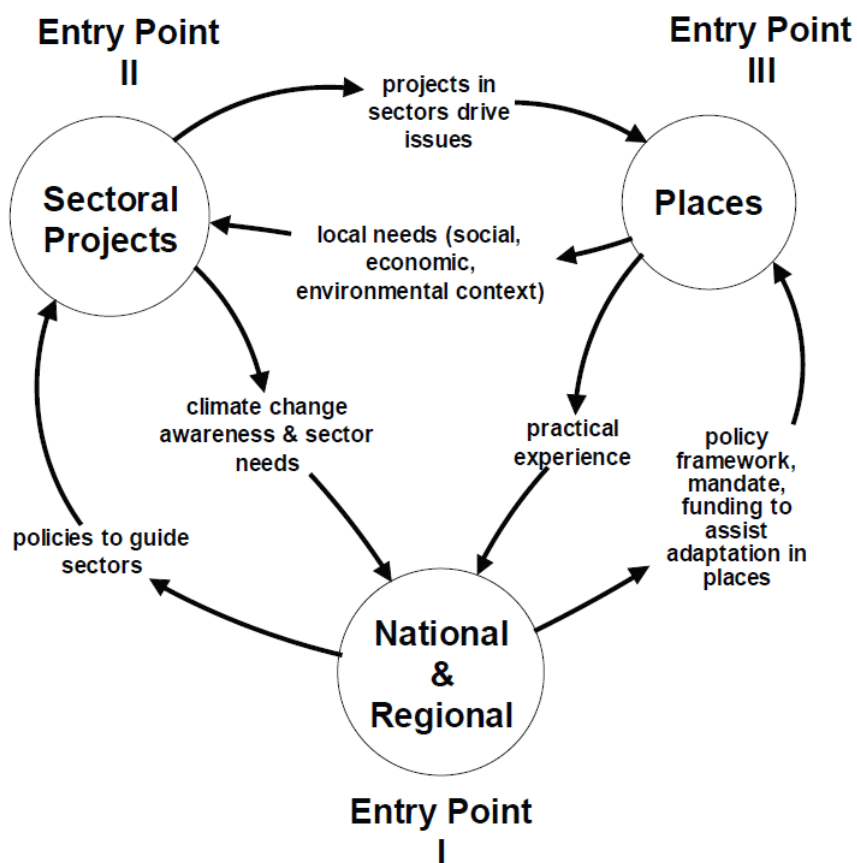 Entry Point
II
Entry Point
III
projects in
sectors drive
issues
Sectoral
Projects
Places
local needs (social,
economic,
environmental context)
climate change
awareness & sector
needs
practical
experience
policy
framework,
mandate,
funding to
assist
adaptation in
places
policies to guide
sectors
National
&
Regional
Entry Point
I